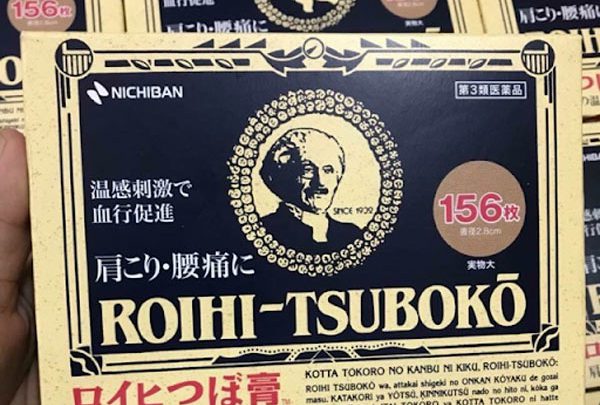 156枚
NICHIBAN
第3類医薬品
温感刺激で
血行促進
SINCE 1932
156枚
直径2.8cm
実物大
肩こり・腰痛に
ROIHI-TSUBOKŌ
ロイヒつぼ膏™
KOTTA TOKORO NO KANBU NI KIKU, ROIHI-TSUBOKŌ:
ROIHI TSUBOKŌ wa, attakai shigeki no ONKAN KŌYAKU de gozai
masu. KATAKORI ya YŌTSŪ, KINNIKUTSŪ nado no hito ni, kōka ga